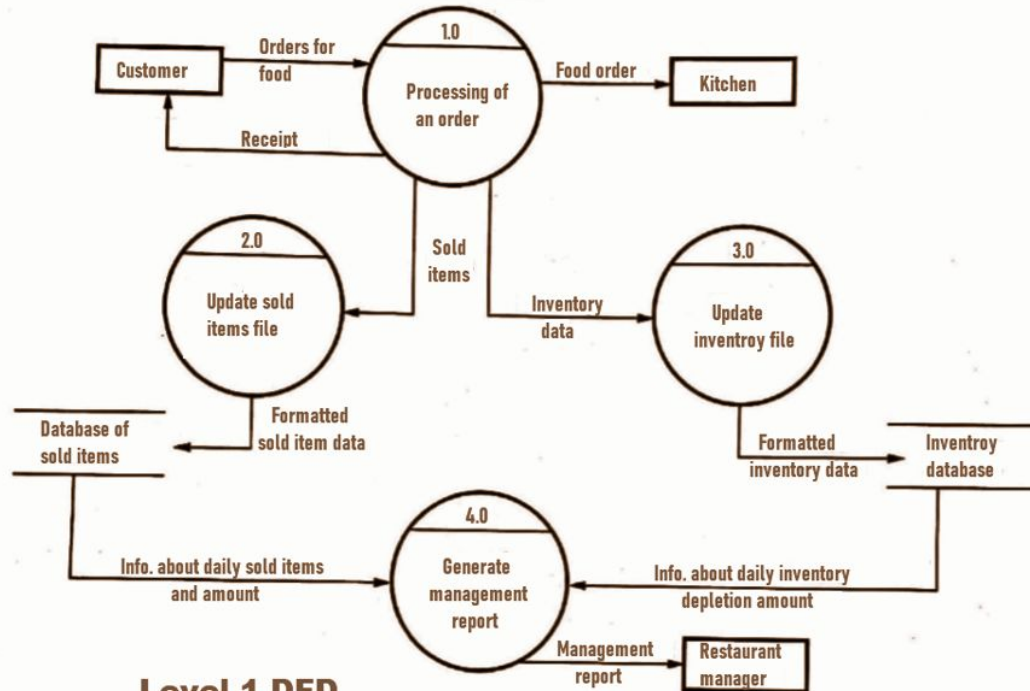 1.0
Orders for
food
Customer
Processing of
an order
Food order
Kitchen
Receipt
Sold
items
2.0
Update sold
items file
3.0
Update
inventroy file
Inventory
data
Formatted
sold item data
Database of
sold items
Formatted
inventory data
Inventroy
database
4.0
Generate
management
report
Info. about daily sold items
and amount
Info. about daily inventory
depletion amount
Management
report
Restaurant
manager
Level 1 DFD